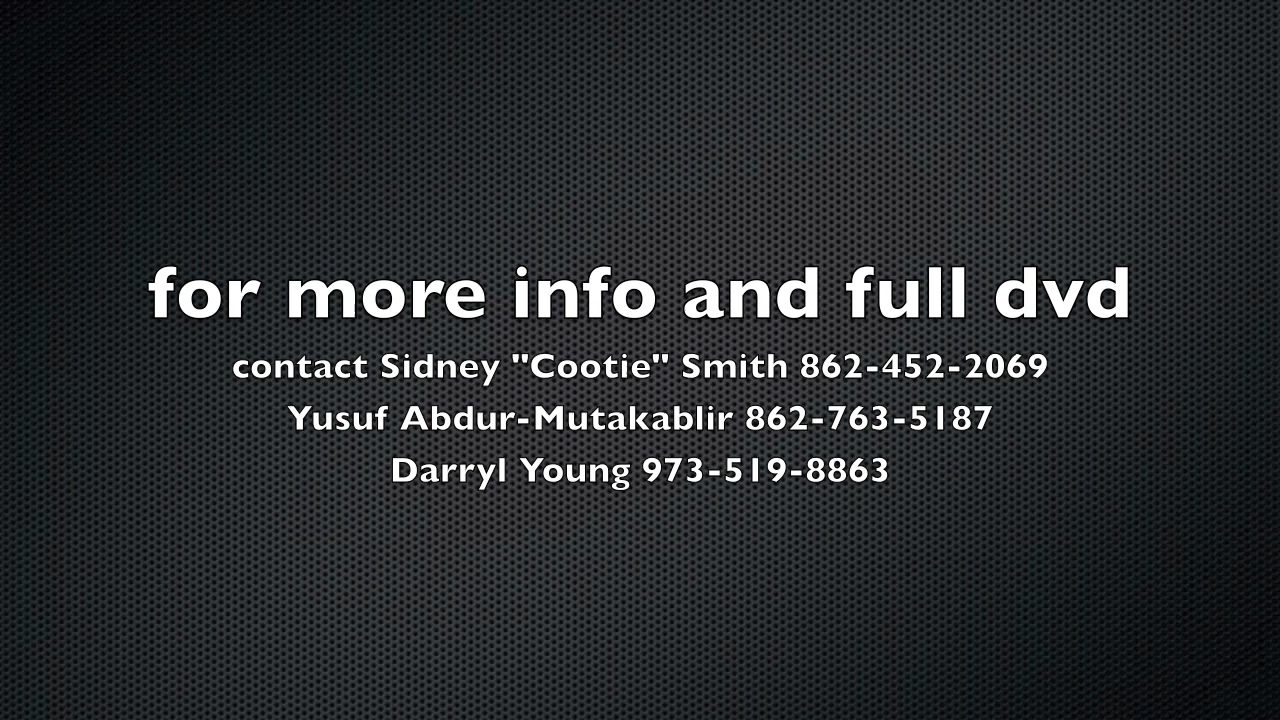 for more info and full dvd
contact Sidney "Cootie" Smith 862-452-2069
Yusuf Abdur-Mutakablir 862-763-5187
Darryl Young 973-519-8863